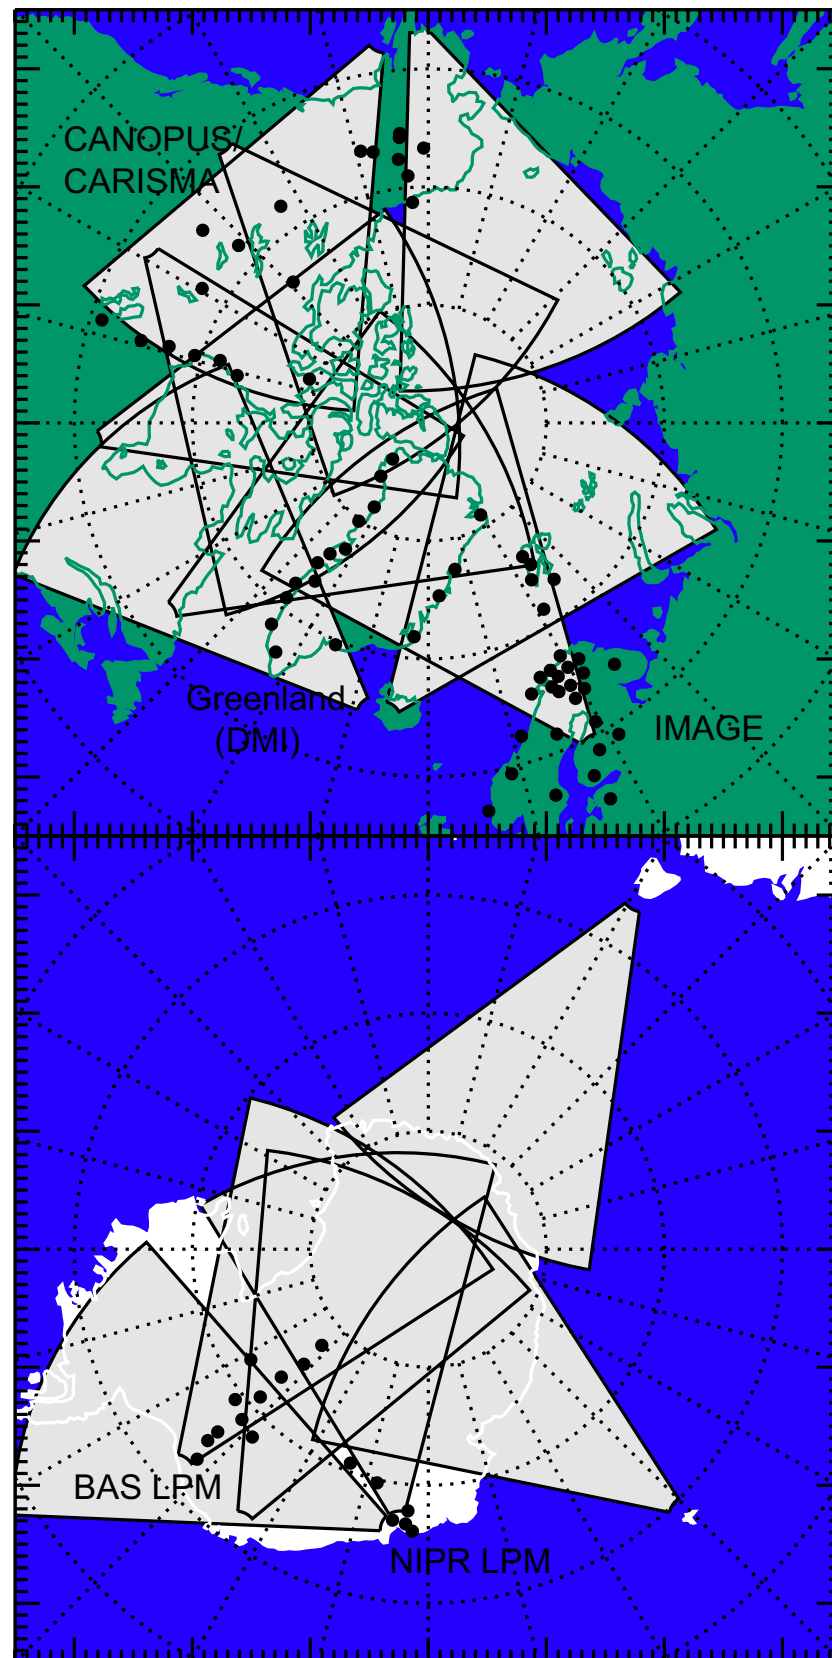 CANOPUS/
CARISMA
Greenland
(DMI)
IMAGE
BAS LPM
NIPR LPM